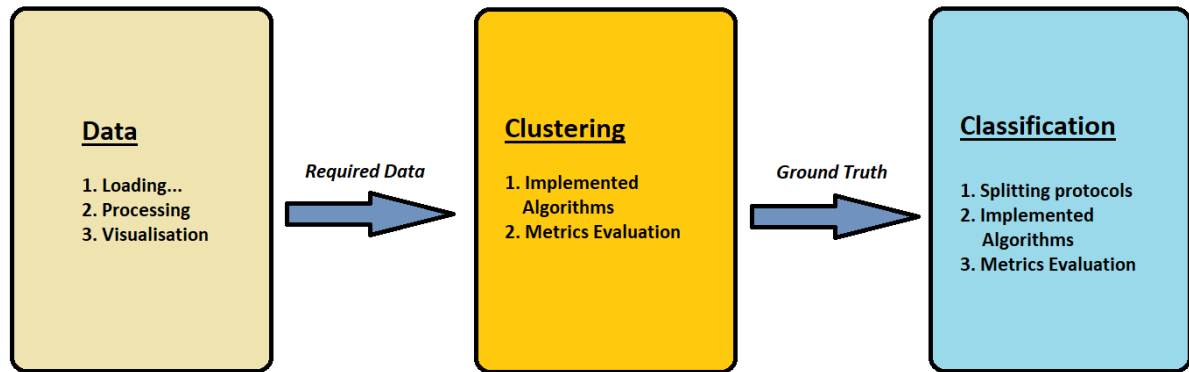 Data
1. Loading...
2. Processing
3. Visualisation
Required Data
Clustering
1. Implemented
Algorithms
2. Metrics Evaluation
Ground Truth
Classification
1. Splitting protocols
2. Implemented
Algorithms
3. Metrics Evaluation